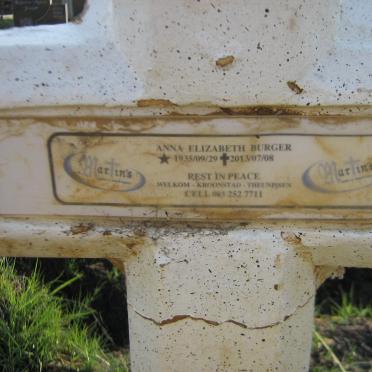 ANNA ELIZABETH BURGER
1935/09/29 2013/07/08
Martin's
REST IN PEACE
Martin's
WELKOM - KROONSTAD - THEUNISSEN
CELL 083 252 7711